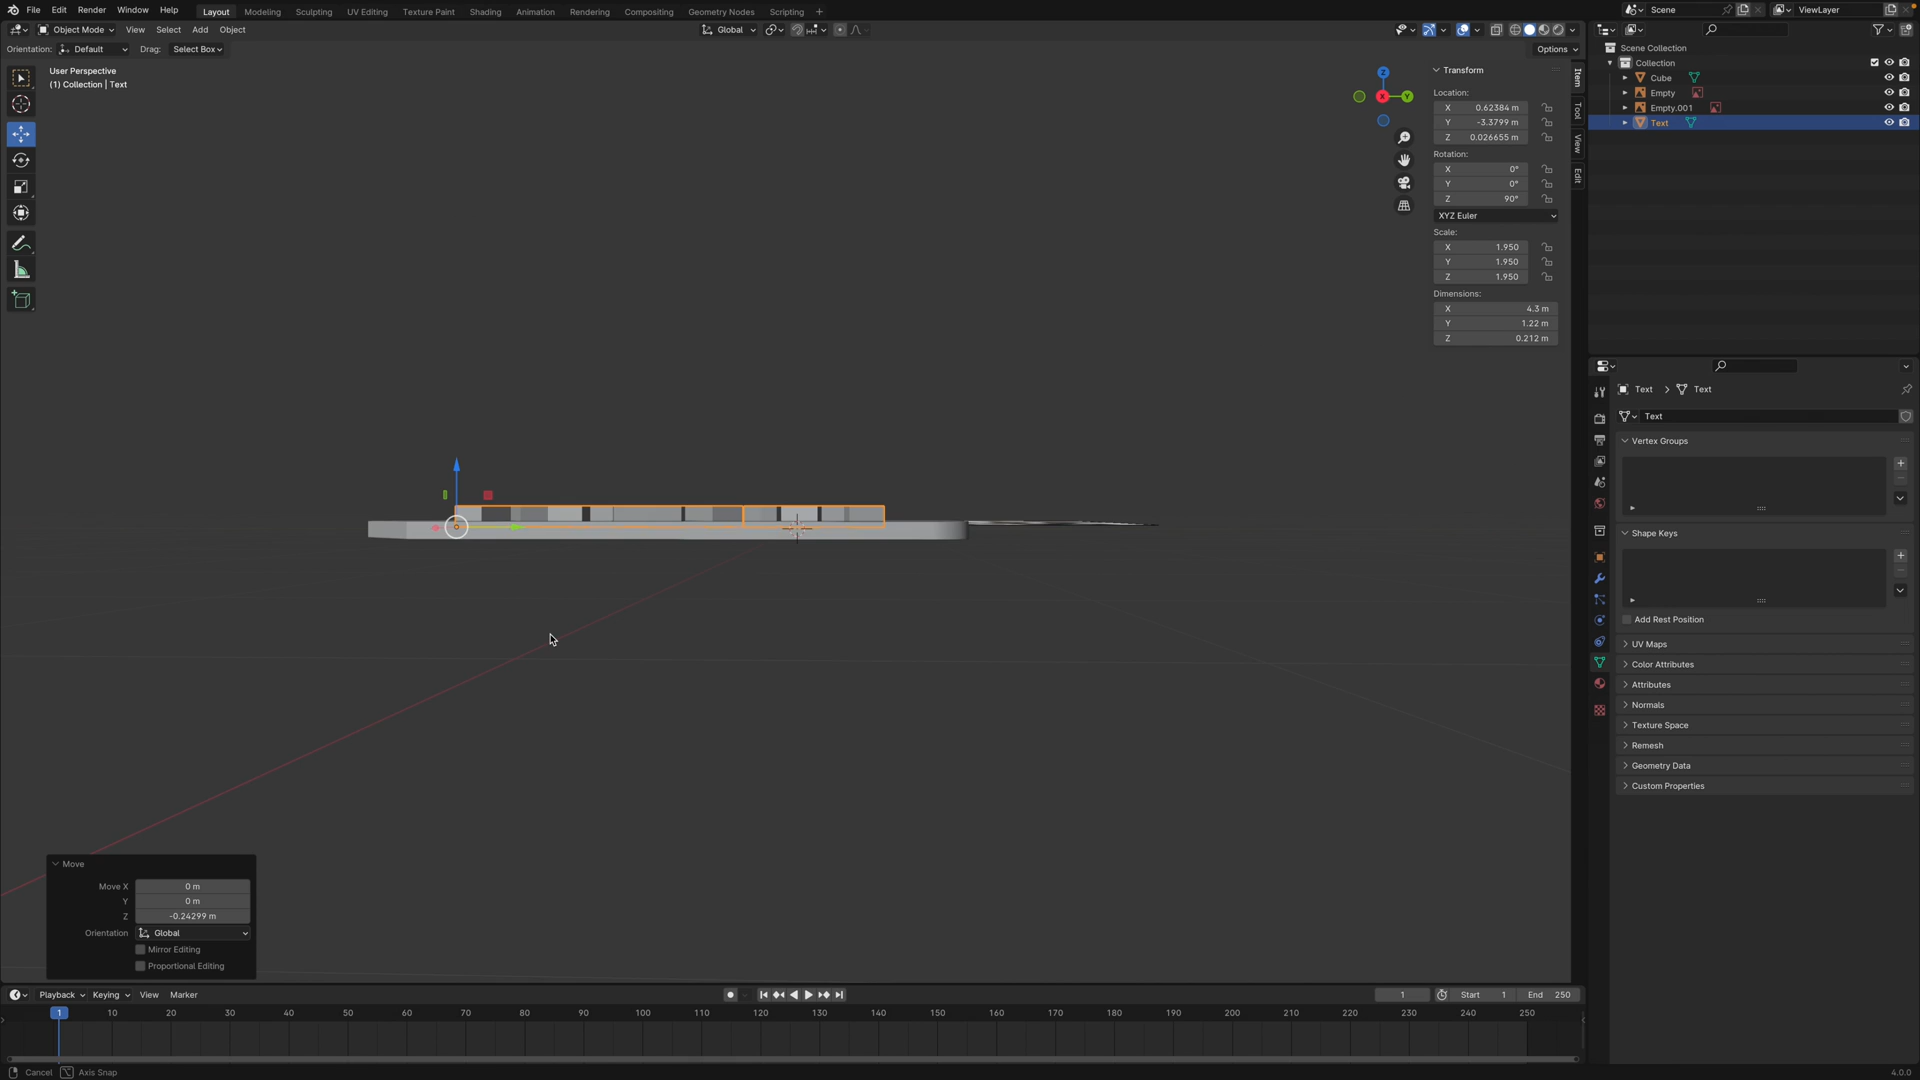 File Edit Render Window Help Layout Modeling Sculpting UV Editing Texture Paint Shading Animation Rendering Compositing Geometry Nodes Scripting + Scene ViewLayer
Object Mode View Select Add Object Global
Orientation: Default Drag: Select Box Options
User Perspective
(1) Collection | Text
Z
X
Y
Transform
Location:
X 0.62384 m
Y -3.3799 m
Z 0.026655 m
Rotation:
X 0°
Y 0°
Z 90°
XYZ Euler
Scale:
X 1.950
Y 1.950
Z 1.950
Dimensions:
X 4.3 m
Y 1.22 m
Z 0.212 m
Item
Tool
View
Edit
Scene Collection
Collection
Cube
Empty
Empty.001
Text
Text Text
Text
Vertex Groups
Shape Keys
Add Rest Position
UV Maps
Color Attributes
Attributes
Normals
Texture Space
Remesh
Geometry Data
Custom Properties
Move
Move X 0 m
Y 0 m
Z -0.24299 m
Orientation Global
Mirror Editing
Proportional Editing
Playback Keying View Marker 1 Start 1 End 250
1 10 20 30 40 50 60 70 80 90 100 110 120 130 140 150 160 170 180 190 200 210 220 230 240 250
Cancel Axis Snap 4.0.0